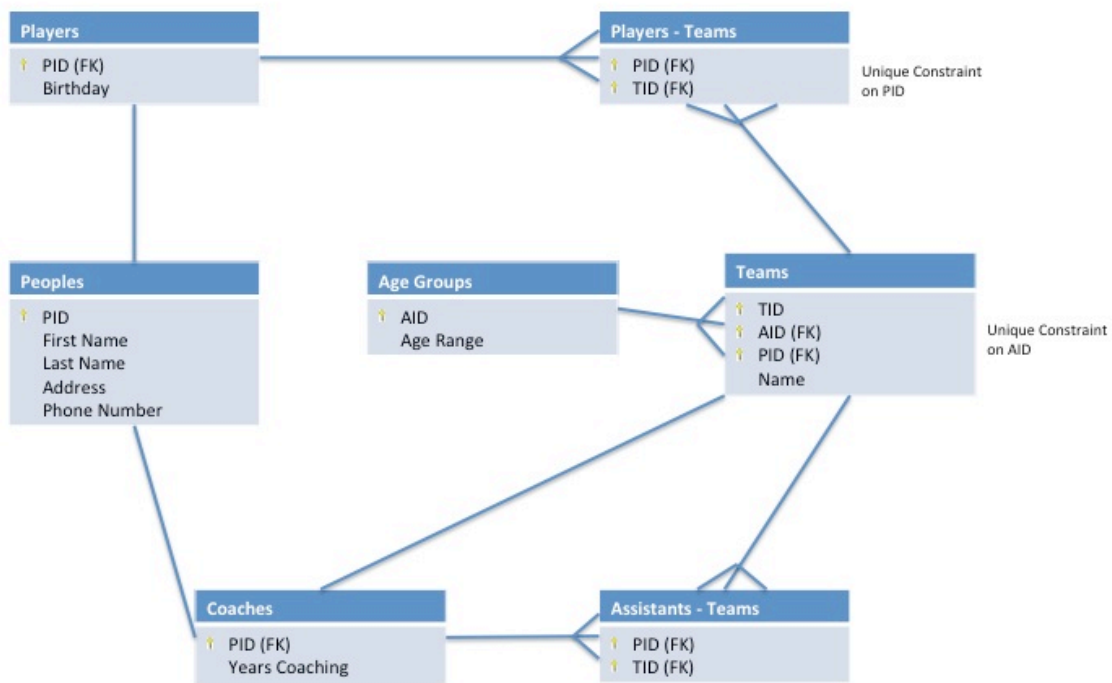 Players
PID (FK)
Birthday
Players - Teams
PID (FK)
TID (FK)
Unique Constraint
on PID
Peoples
PID
First Name
Last Name
Address
Phone Number
Age Groups
AID
Age Range
Teams
TID
AID (FK)
PID (FK)
Name
Unique Constraint
on AID
Coaches
PID (FK)
Years Coaching
Assistants - Teams
PID (FK)
TID (FK)